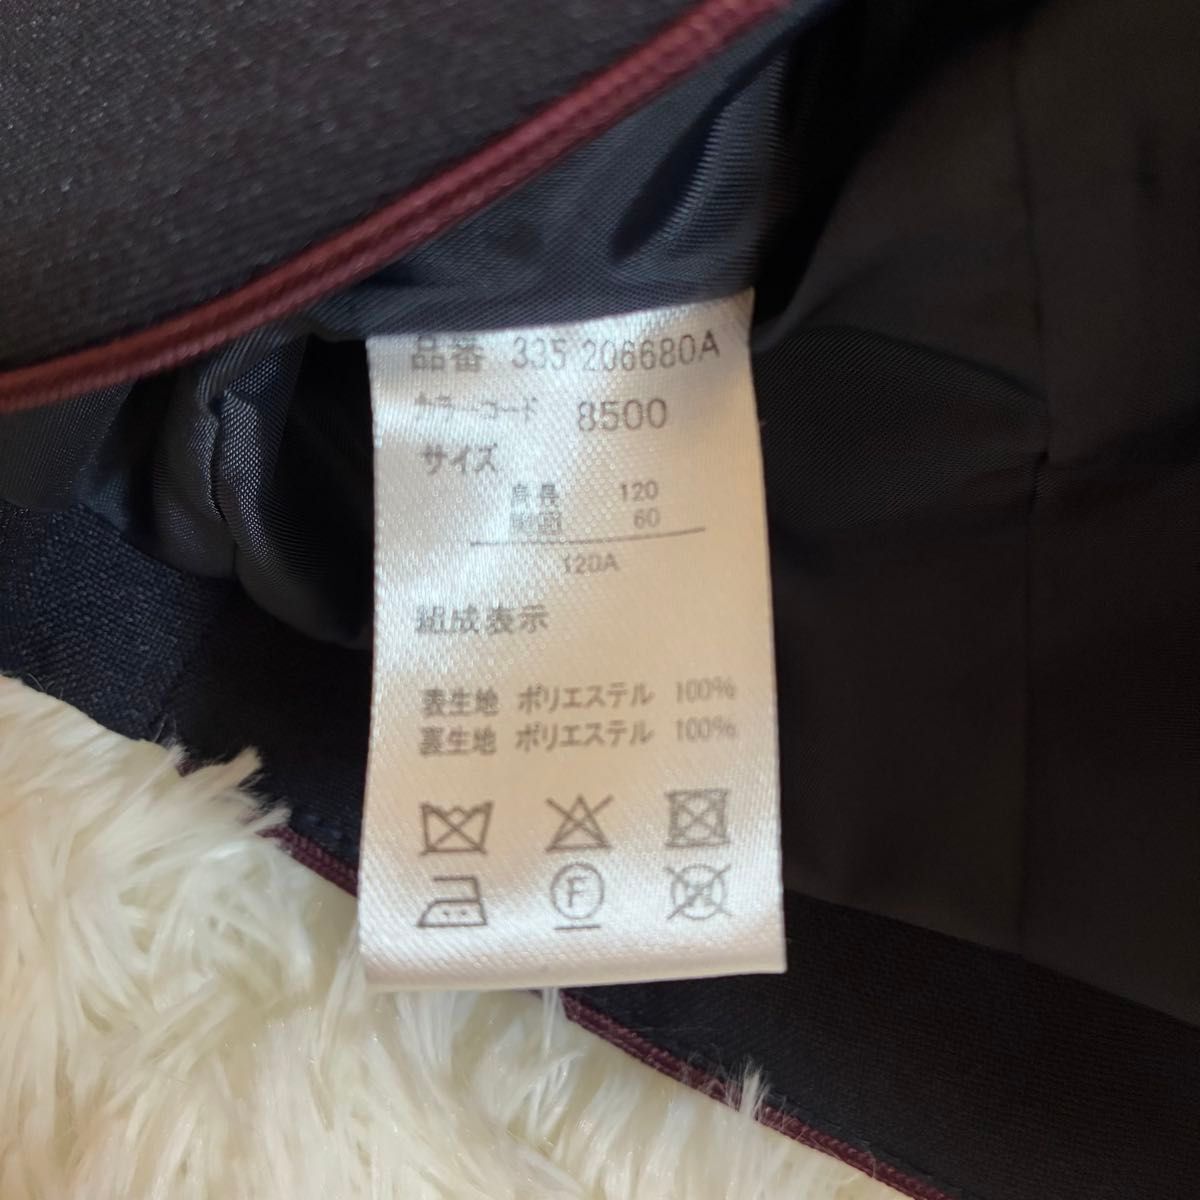 品番 335 206680A
カラーコード 8500
サイズ
身長 120
胸囲 60
120A
組成表示
表生地 ポリエステル 100%
裏生地 ポリエステル 100%
F
W